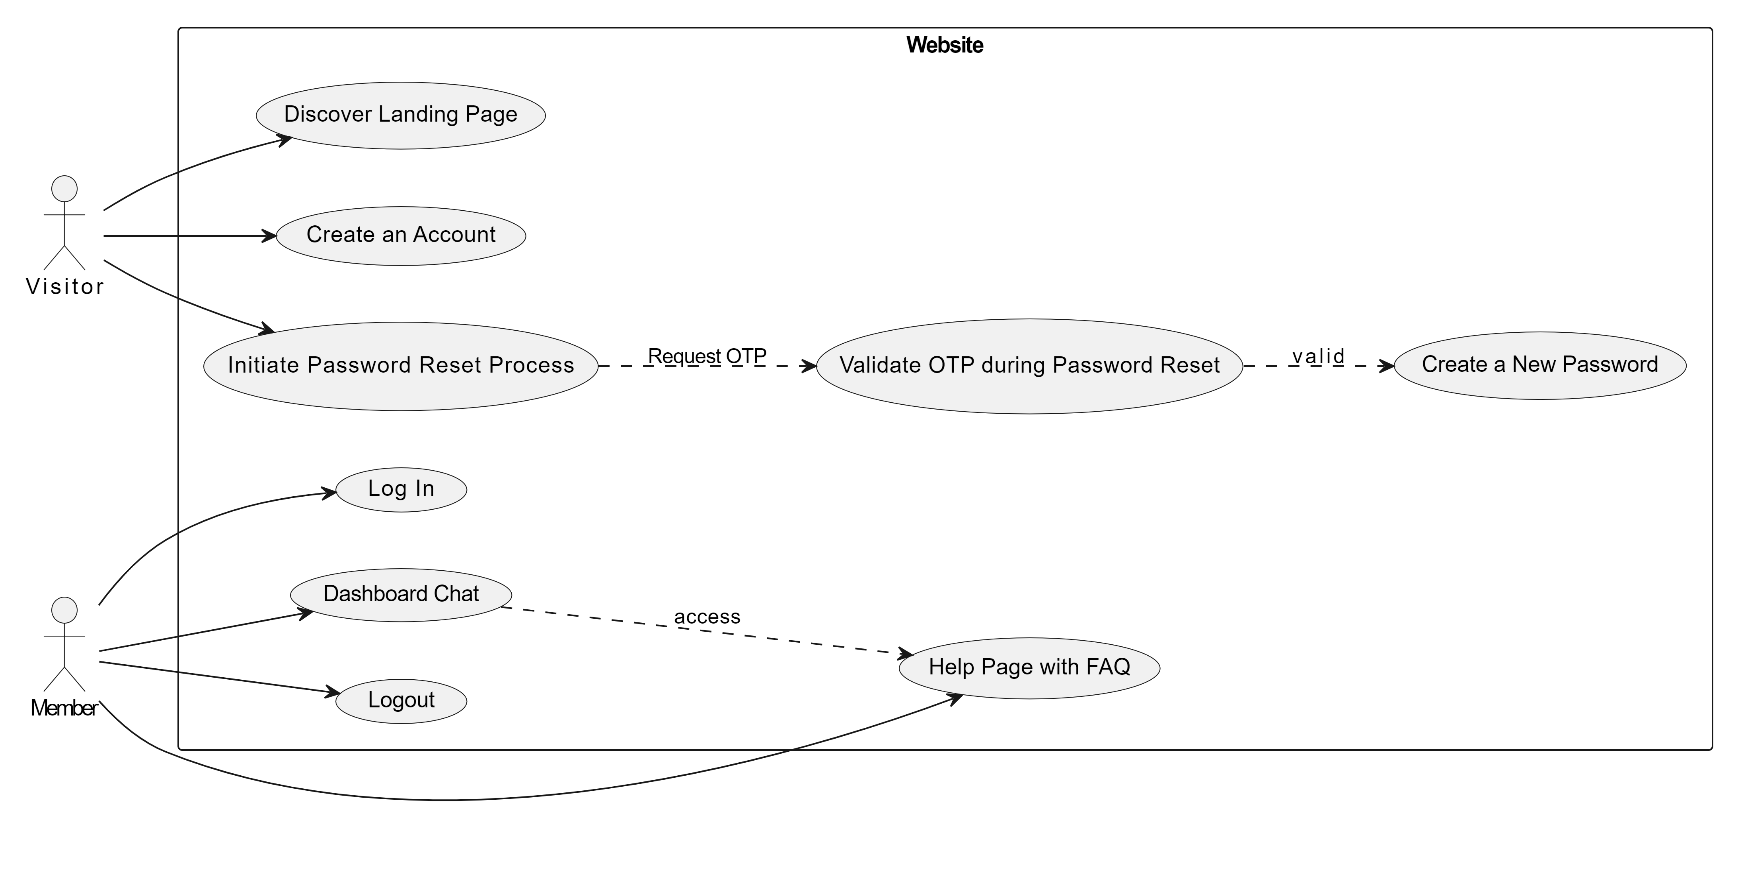 Website
Discover Landing Page
Create an Account
Visitor
Initiate Password Reset Process
Request OTP
Validate OTP during Password Reset
valid
Create a New Password
Log In
Dashboard Chat
access
Help Page with FAQ
Logout
Member